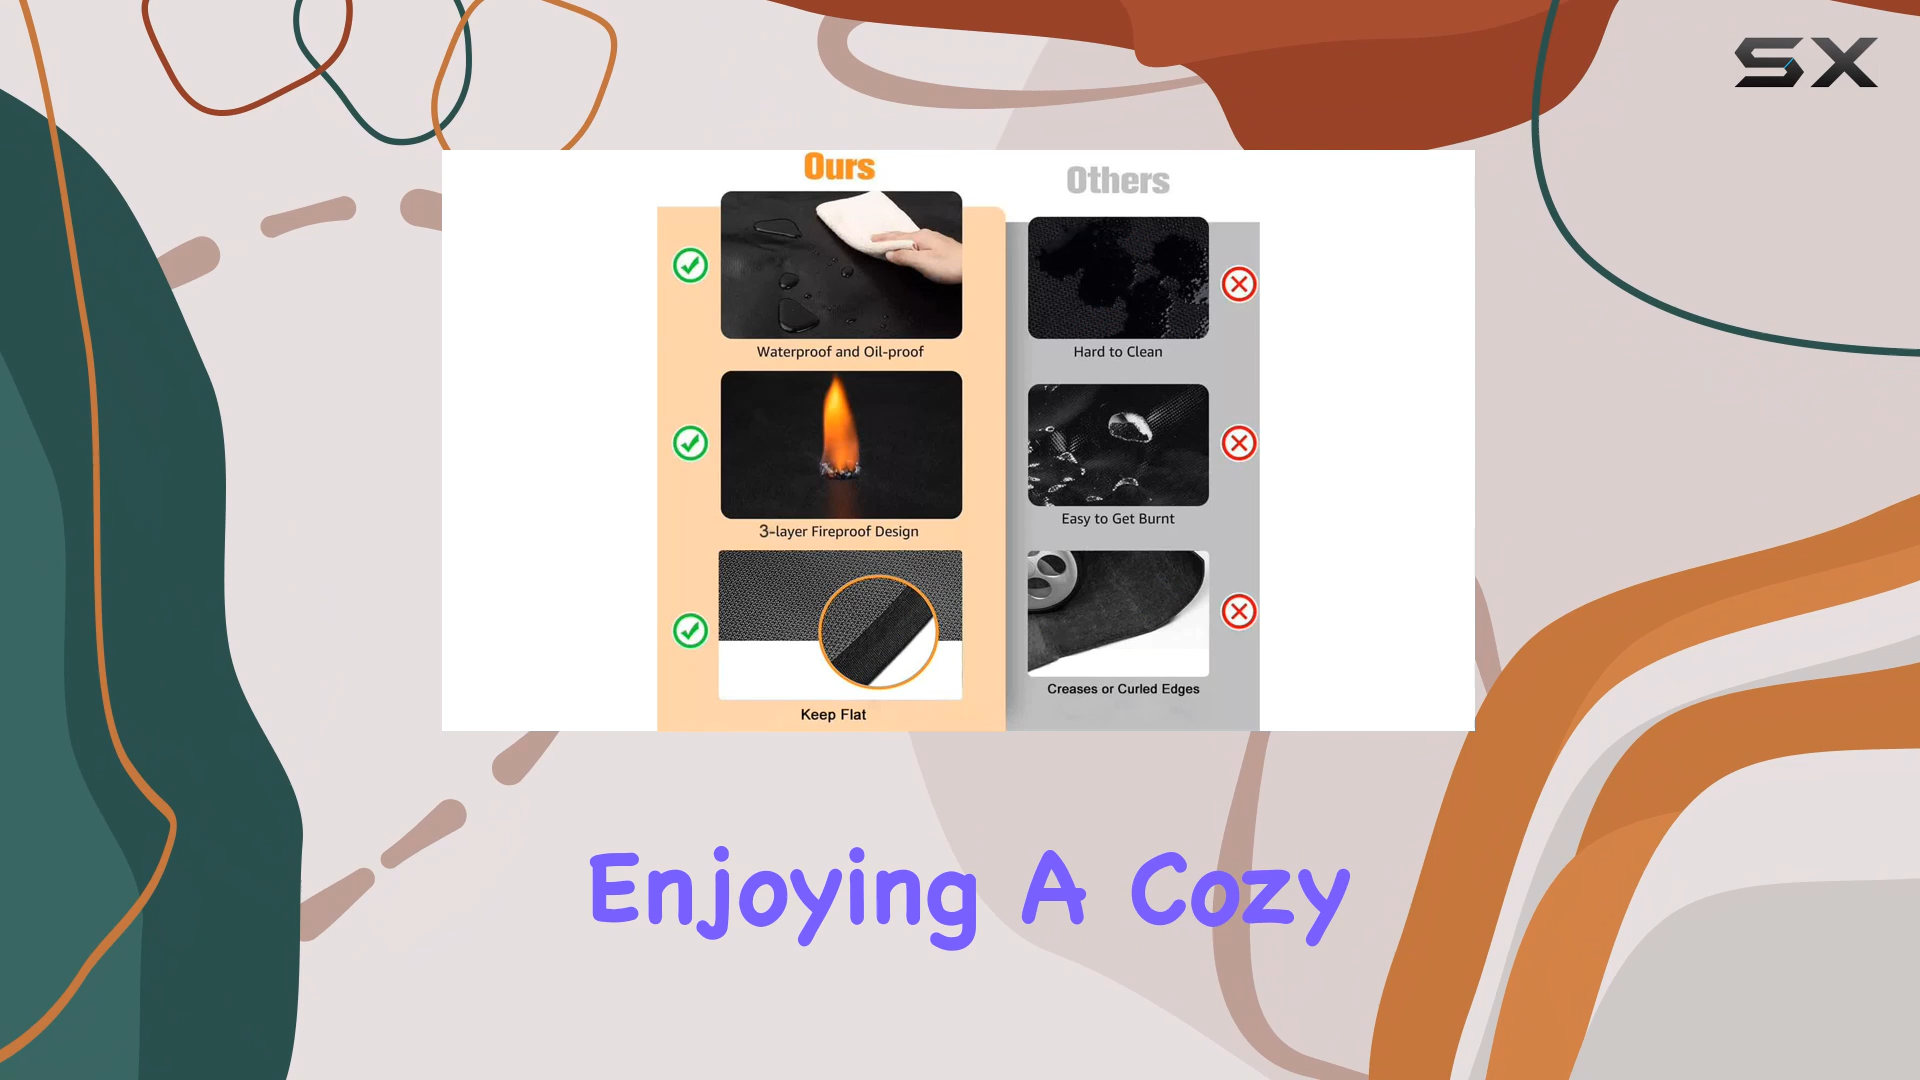 SX
Ours
Others
Waterproof and Oil-proof
Hard to Clean
3-layer Fireproof Design
Easy to Get Burnt
Keep Flat
Creases or Curled Edges
Enjoying A Cozy